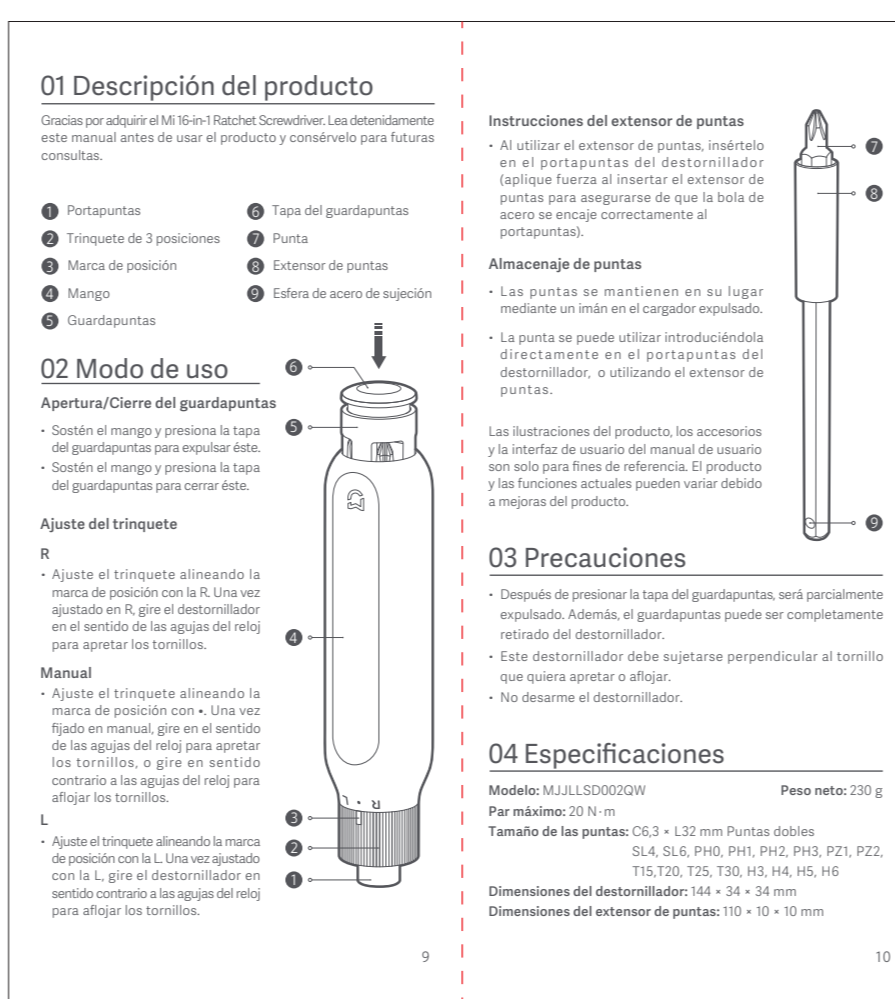 01 Descripción del producto
Gracias por adquirir el Mi 16-in-1 Ratchet Screwdriver. Lea detenidamente
este manual antes de usar el producto y consérvelo para futuras
consultas.
1 Portapuntas
2 Trinquete de 3 posiciones
3 Marca de posición
4 Mango
5 Guardapuntas
6 Tapa del guardapuntas
7 Punta
8 Extensor de puntas
9 Esfera de acero de sujeción
02 Modo de uso
Apertura/Cierre del guardapuntas
• Sostén el mango y presiona la tapa
del guardapuntas para expulsar éste.
• Sostén el mango y presiona la tapa
del guardapuntas para cerrar éste.
Ajuste del trinquete
R
• Ajuste el trinquete alineando la
marca de posición con la R. Una vez
ajustado en R, gire el destornillador
en el sentido de las agujas del reloj
para apretar los tornillos.
Manual
• Ajuste el trinquete alineando la
marca de posición con •. Una vez
fijado en manual, gire en el sentido
de las agujas del reloj para apretar
los tornillos, o gire en sentido
contrario a las agujas del reloj para
aflojar los tornillos.
L
• Ajuste el trinquete alineando la marca
de posición con la L. Una vez ajustado
con la L, gire el destornillador en
sentido contrario a las agujas del reloj
para aflojar los tornillos.
6
5
4
L • R
3
2
1
9
Instrucciones del extensor de puntas
• Al utilizar el extensor de puntas, insértelo
en el portapuntas del destornillador
(aplique fuerza al insertar el extensor de
puntas para asegurarse de que la bola de
acero se encaje correctamente al
portapuntas).
Almacenaje de puntas
• Las puntas se mantienen en su lugar
mediante un imán en el cargador expulsado.
• La punta se puede utilizar introduciéndola
directamente en el portapuntas del
destornillador, o utilizando el extensor de
puntas.
Las ilustraciones del producto, los accesorios
y la interfaz de usuario del manual de usuario
son solo para fines de referencia. El producto
y las funciones actuales pueden variar debido
a mejoras del producto.
7
8
9
03 Precauciones
• Después de presionar la tapa del guardapuntas, será parcialmente
expulsado. Además, el guardapuntas puede ser completamente
retirado del destornillador.
• Este destornillador debe sujetarse perpendicular al tornillo
que quiera apretar o aflojar.
• No desarme el destornillador.
04 Especificaciones
Modelo: MJJLLSD002QW Peso neto: 230 g
Par máximo: 20 N·m
Tamaño de las puntas: C6,3 × L32 mm Puntas dobles
SL4, SL6, PH0, PH1, PH2, PH3, PZ1, PZ2,
T15,T20, T25, T30, H3, H4, H5, H6
Dimensiones del destornillador: 144 × 34 × 34 mm
Dimensiones del extensor de puntas: 110 × 10 × 10 mm
10